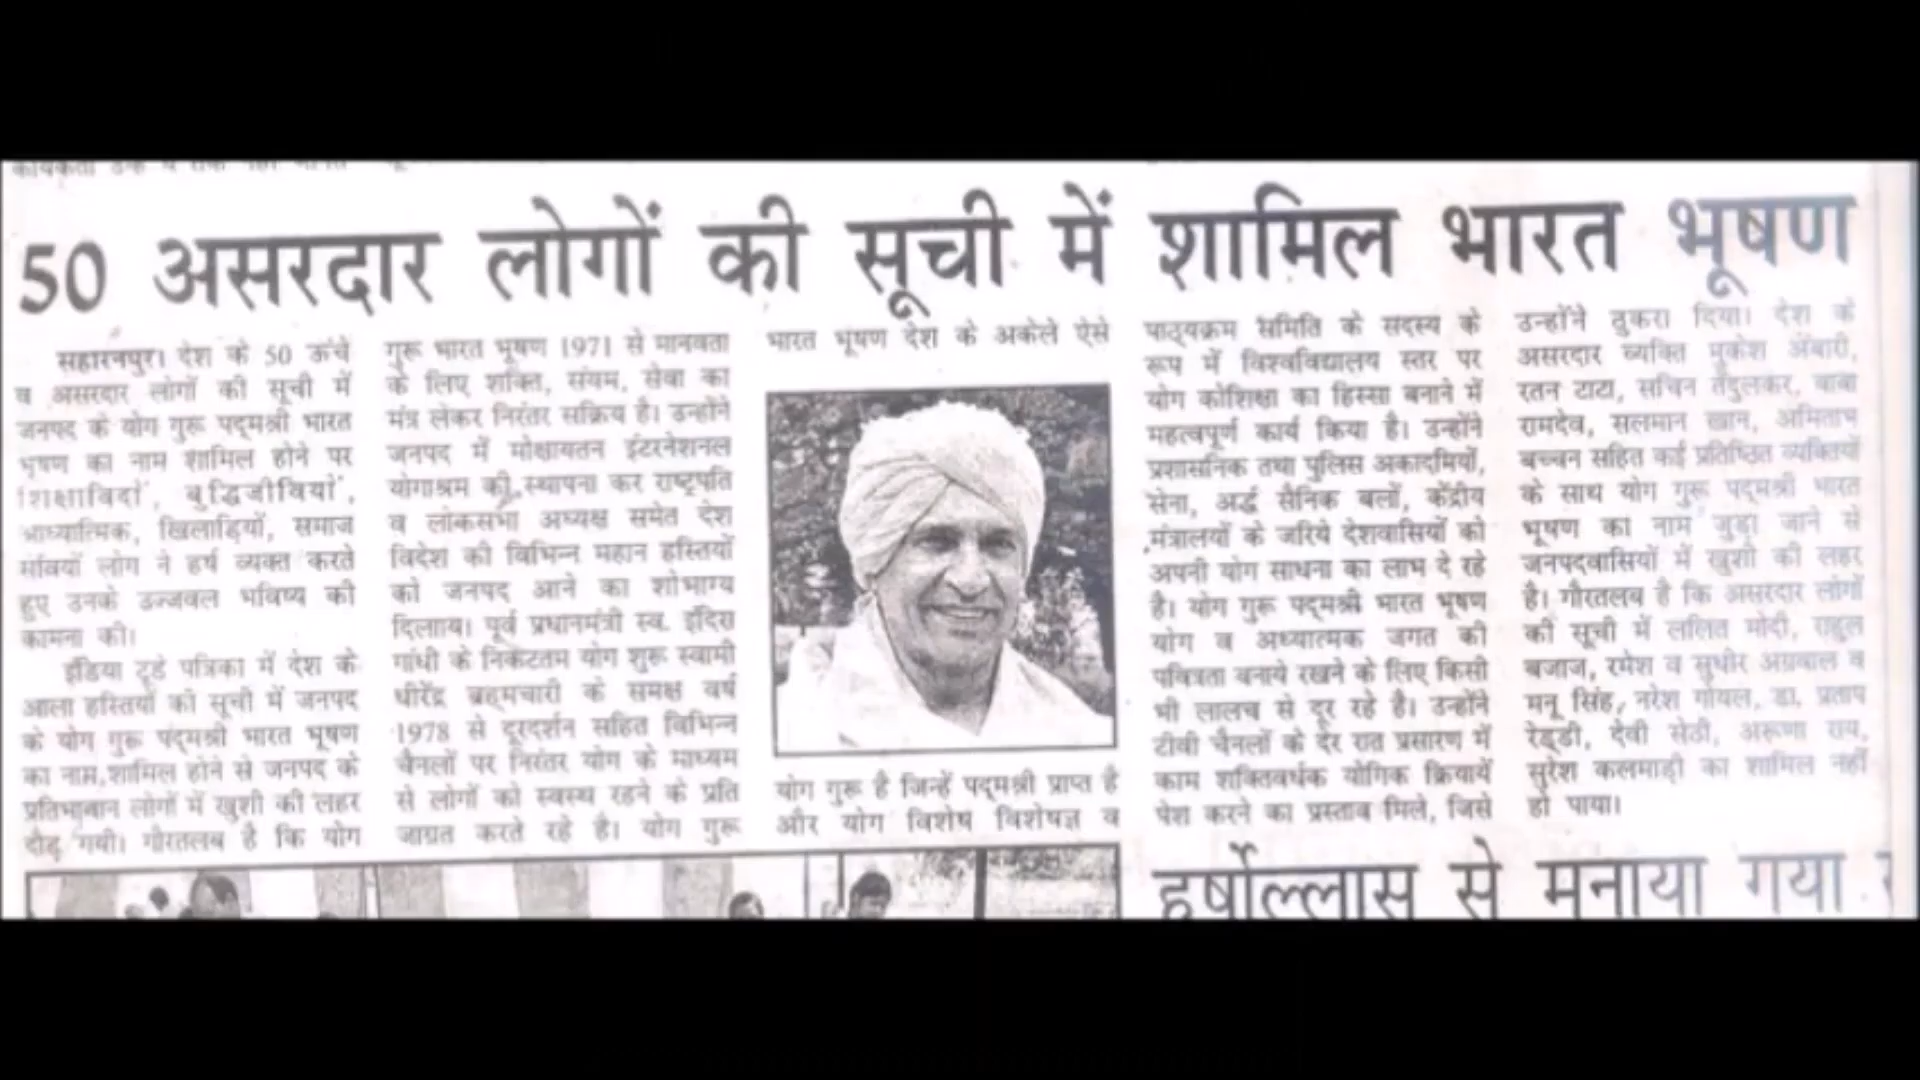 50 असरदार लोगों की सूची में शामिल भारत भूषण
सहारनपुर। देश के 50 ऊंचे
व असरदार लोगों की सूची में
जनपद के योग गुरू पद्मश्री भारत
भूषण का नाम शामिल होने पर
शिक्षाविदों, बुद्धिजीवियों,
आध्यात्मिक, खिलाड़ियों, समाज
लोग ने हर्ष व्यक्त करते
हुए उनके उज्जवल भविष्य की
कामना की।
इंडिया टूडे पत्रिका में देश के
आला हस्तियों की सूची में जनपद
के योग गुरू पद्मश्री भारत भूषण
का नाम,शामिल होने से जनपद के
प्रतिभाबान लोगों में खुशी की लहर
दौड़ गयी। गौरतलब है कि योग
गुरू भारत भूषण 1971 से मानवता
के लिए शक्ति, संयम, सेवा का
मंत्र लेकर निरंतर सक्रिय है। उन्होंने
जनपद में मोक्षायतन इंटरनेशनल
योगाश्रम की स्थापना कर राष्ट्रपति
व लोकसभा अध्यक्ष समेत देश
विदेश की विभिन्न महान हस्तियों
को जनपद आने का शोभाग्य
दिलााय। पूर्व प्रधानमंत्री स्व. इंदिरा
गांधी के निकेटतम योग शुरू स्वामी
धीरेंद्र ब्रहमचारी के समक्ष वर्ष
1978 से दूरदर्शन सहित विभिन्न
चैनलों पर निरंतर योग के माध्यम
से लोगों को स्वस्थ रहने के प्रति
जाग्रत करते रहे है। योग गुरू
भारत भूषण देश के अकेले ऐसे
योग गुरू है जिन्हें पद्मश्री प्राप्त है
और योग विशेष विशेषज्ञ व
पाठ्यक्रम समिति के सदस्य के
रूप में विश्वविद्यालय स्तर पर
योग कोशिक्षा का हिस्सा बनाने में
महत्वपूर्ण कार्य किया है। उन्होंने
प्रशासनिक तथा पुलिस अकादमियों,
सेना, अर्द्ध सैनिक बलों, केंद्रीय
मंत्रालयों के जरिये देशवासियों को
अपनी योग साधना का लाभ दे रहे
है। योग गुरू पद्मश्री भारत भूषण
योग व अध्यात्मक जगत की
पवित्रता बनाये रखने के लिए किसी
भी लालच से दूर रहे है। उन्होंने
टीवी चैनलों के देर रात प्रसारण में
काम शक्तिवर्धक योगिक क्रियायें
पेश करने का प्रस्ताव मिले, जिसे
उन्होंने ठुकरा दिया। देश के
असरदार व्यक्ति मुकेश अंबारी,
रतन टाटा, सचिन तेंदुलकर, बाबा
रामदेव, सलमान खान, अमिताभ
बच्चन सहित कई प्रतिष्ठित व्यक्तियों
के साथ योग गुरू पद्मश्री भारत
भूषण का नाम जुड़ा जाने से
जनपदवासियों में खुशी की लहर
है। गौरतलब है कि असरदार लोगों
की सूची में ललित मोदी, राहुल
बजाज, रमेश व सुधीर अग्रवाल व
मनू सिंह, नरेश गोयल, डा. प्रताप
रेड्डी, देवी सेठी, अरूणा राय,
सुरेश कलमाड़ी का शामिल नहीं
हो पाया।
हर्षोल्लास से मनाया गया